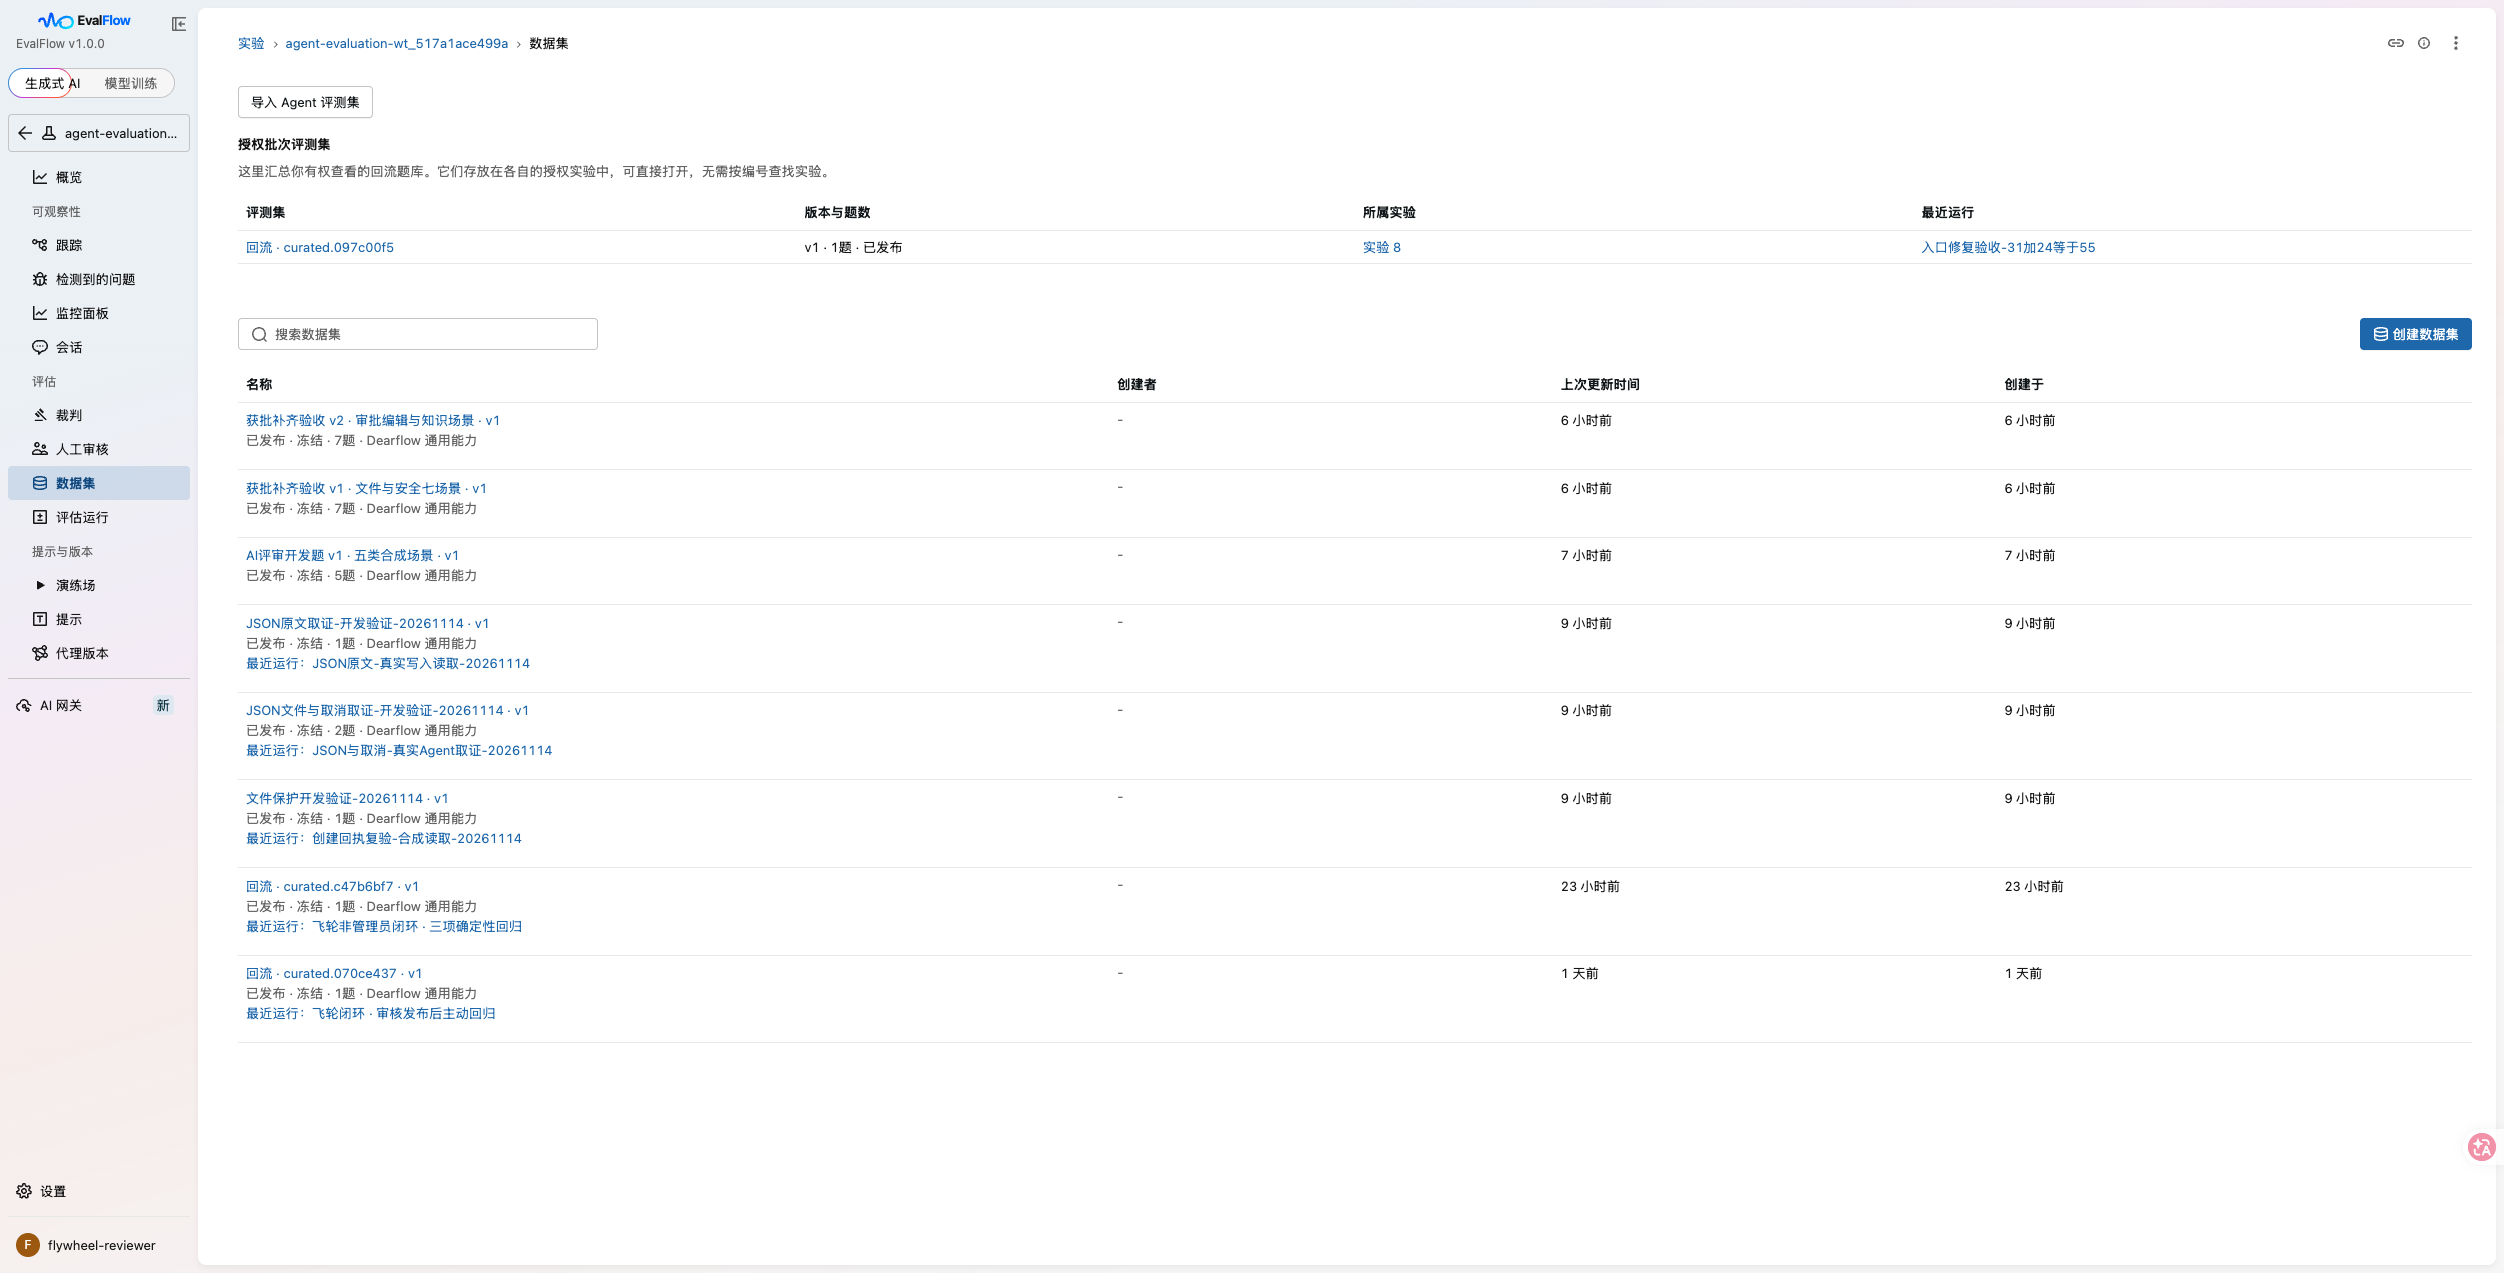 EvalFlow
EvalFlow v1.0.0
生成式 AI
模型训练
agent-evaluation...
概览
可观察性
跟踪
检测到的问题
监控面板
会话
评估
裁判
人工审核
数据集
评估运行
提示与版本
演练场
提示
代理版本
AI 网关 新
设置
F flywheel-reviewer
实验 › agent-evaluation-wt_517a1ace499a › 数据集
导入 Agent 评测集
授权批次评测集
这里汇总你有权查看的回流题库。它们存放在各自的授权实验中，可直接打开，无需按编号查找实验。
评测集 版本与题数 所属实验 最近运行
回流 · curated.097c00f5 v1 · 1题 · 已发布 实验 8 入口修复验收-31加24等于55
搜索数据集
创建数据集
名称 创建者 上次更新时间 创建于
获批补齐验收 v2 · 审批编辑与知识场景 · v1 - 6 小时前 6 小时前
已发布 · 冻结 · 7题 · Dearflow 通用能力
获批补齐验收 v1 · 文件与安全七场景 · v1 - 6 小时前 6 小时前
已发布 · 冻结 · 7题 · Dearflow 通用能力
AI评审开发题 v1 · 五类合成场景 · v1 - 7 小时前 7 小时前
已发布 · 冻结 · 5题 · Dearflow 通用能力
JSON原文取证-开发验证-20261114 · v1 - 9 小时前 9 小时前
已发布 · 冻结 · 1题 · Dearflow 通用能力
最近运行：JSON原文-真实写入读取-20261114
JSON文件与取消取证-开发验证-20261114 · v1 - 9 小时前 9 小时前
已发布 · 冻结 · 2题 · Dearflow 通用能力
最近运行：JSON与取消-真实Agent取证-20261114
文件保护开发验证-20261114 · v1 - 9 小时前 9 小时前
已发布 · 冻结 · 1题 · Dearflow 通用能力
最近运行：创建回执复验-合成读取-20261114
回流 · curated.c47b6bf7 · v1 - 23 小时前 23 小时前
已发布 · 冻结 · 1题 · Dearflow 通用能力
最近运行：飞轮非管理员闭环 · 三项确定性回归
回流 · curated.070ce437 · v1 - 1 天前 1 天前
已发布 · 冻结 · 1题 · Dearflow 通用能力
最近运行：飞轮闭环 · 审核发布后主动回归